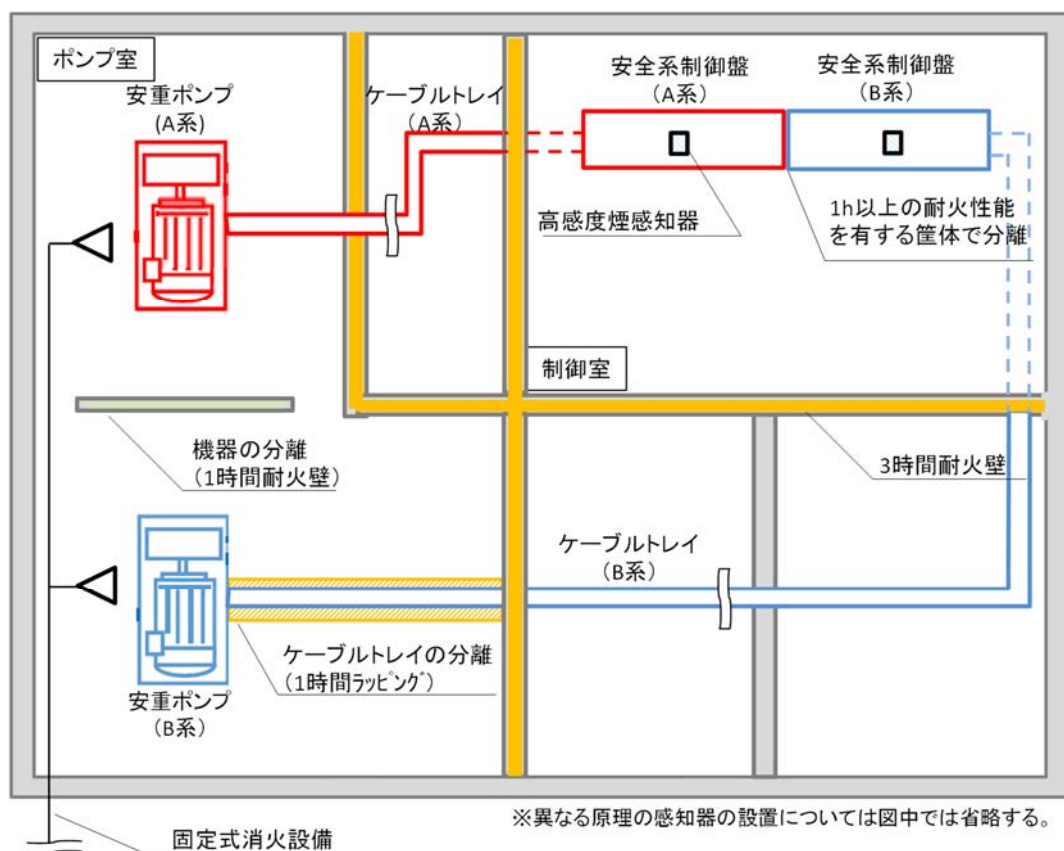 ポンプ室
安重ポンプ
(A系)
ケーブルトレイ
（A系）
安全系制御盤
（A系）
安全系制御盤
（B系）
高感度煙感知器
1h以上の耐火性能
を有する筐体で分離
制御室
機器の分離
（1時間耐火壁）
3時間耐火壁
ケーブルトレイ
（B系）
ケーブルトレイの分離
（1時間ラッピング）
安重ポンプ
（B系）
※異なる原理の感知器の設置については図中では省略する。
固定式消火設備